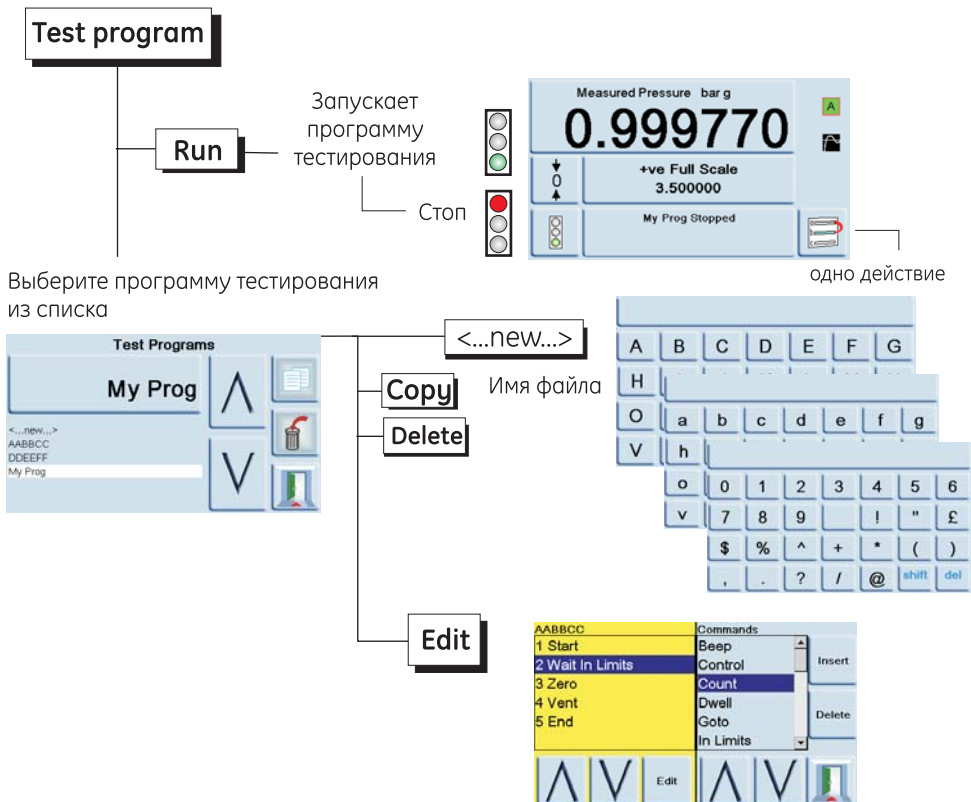 Test program
Run
Запускает
программу
тестирования
Стоп
Measured Pressure bar g
0.999770
A
0
+ve Full Scale
3.500000
My Prog Stopped
одно действие
Выберите программу тестирования
из списка
Test Programs
My Prog
<...new...>
AABBCC
DDEEFF
My Prog
<...new...>
Copy
Delete
Имя файла
A B C D E F G
H
O
V
a b c d e f g
h
o
v
0 1 2 3 4 5 6
7 8 9 ! " £
$ % ^ + * ( )
, . ? / @ shift del
Edit
AABBCC
1 Start
2 Wait In Limits
3 Zero
4 Vent
5 End
Edit
Commands
Beep
Control
Count
Dwell
Goto
In Limits
Insert
Delete